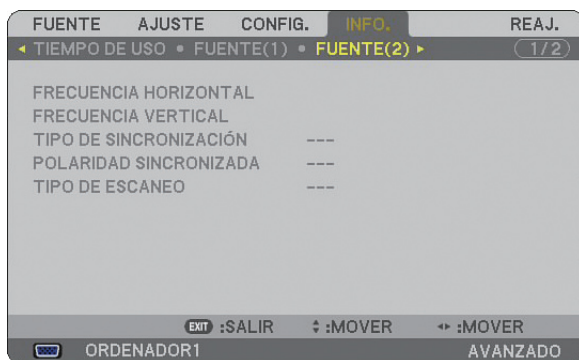 FUENTE AJUSTE CONFIG. INFO. REAJ.
TIEMPO DE USO • FUENTE(1) • FUENTE(2) 1/2
FRECUENCIA HORIZONTAL
FRECUENCIA VERTICAL
TIPO DE SINCRONIZACIÓN ---
POLARIDAD SINCRONIZADA ---
TIPO DE ESCANEO ---
EXIT :SALIR :MOVER :MOVER
ORDENADOR1 AVANZADO